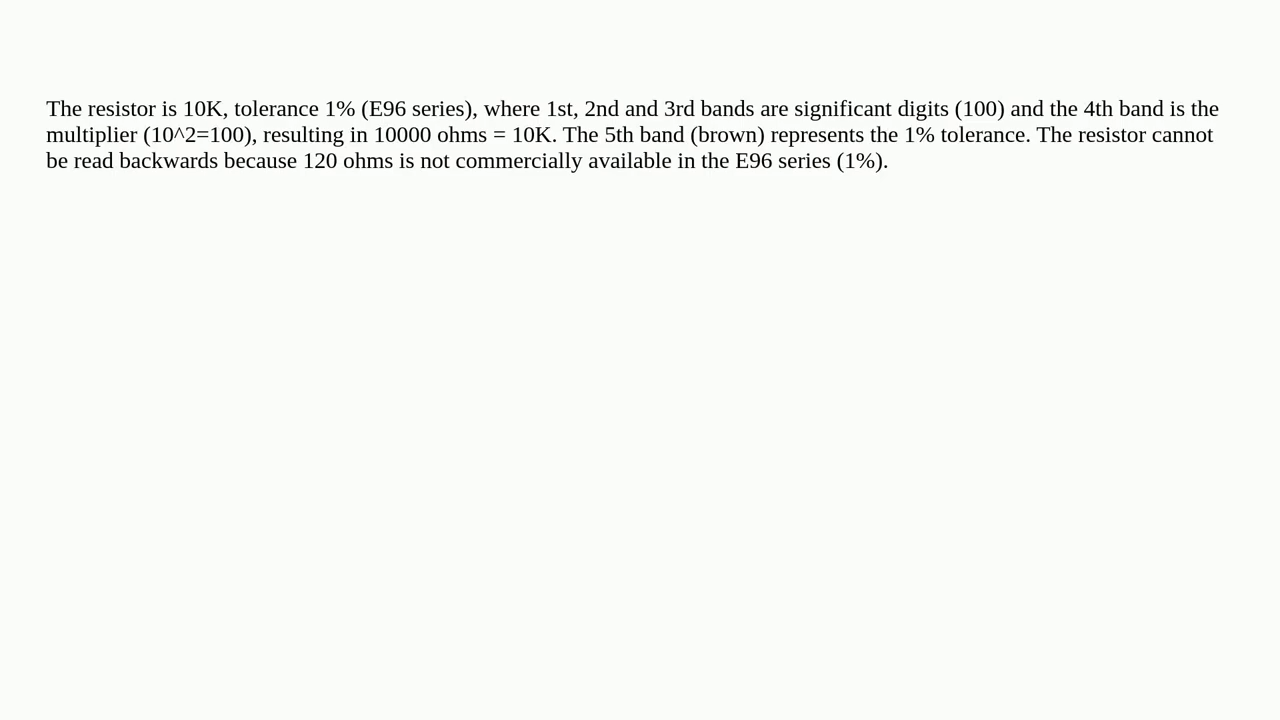 The resistor is 10K, tolerance 1% (E96 series), where 1st, 2nd and 3rd bands are significant digits (100) and the 4th band is the
multiplier (10^2=100), resulting in 10000 ohms = 10K. The 5th band (brown) represents the 1% tolerance. The resistor cannot
be read backwards because 120 ohms is not commercially available in the E96 series (1%).